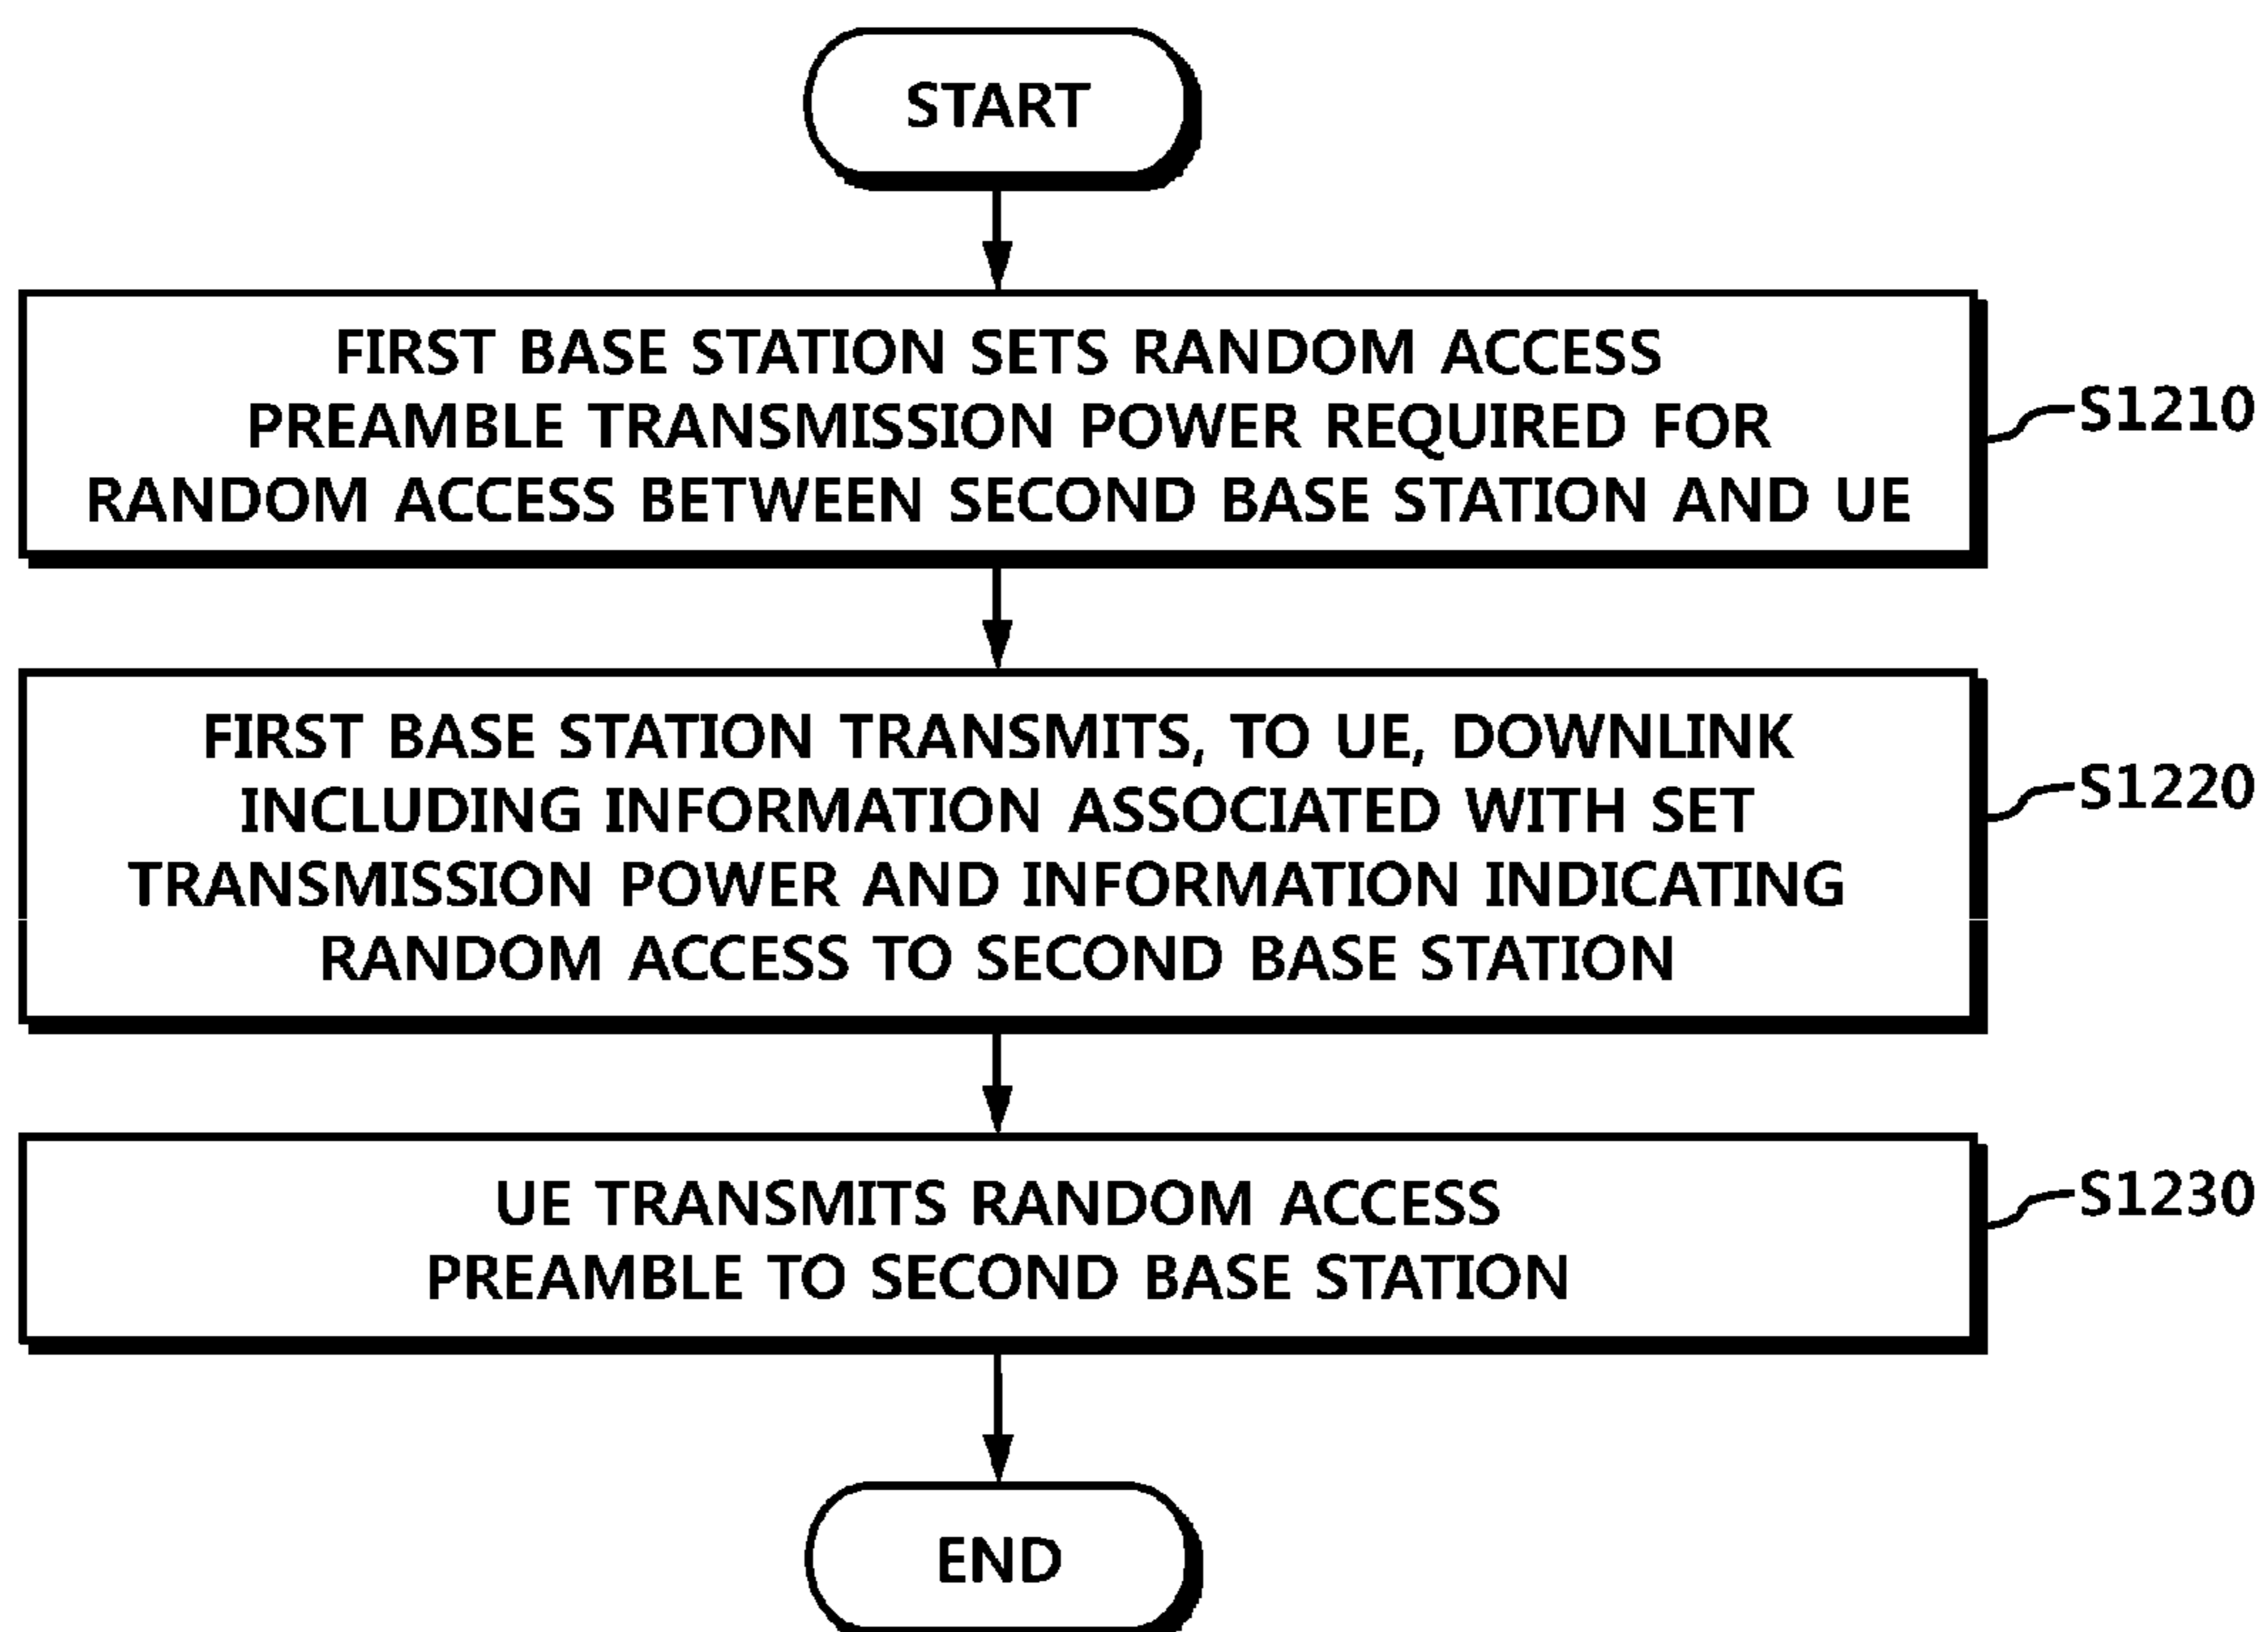 START
FIRST BASE STATION SETS RANDOM ACCESS
PREAMBLE TRANSMISSION POWER REQUIRED FOR
RANDOM ACCESS BETWEEN SECOND BASE STATION AND UE
S1210
FIRST BASE STATION TRANSMITS, TO UE, DOWNLINK
INCLUDING INFORMATION ASSOCIATED WITH SET
TRANSMISSION POWER AND INFORMATION INDICATING
RANDOM ACCESS TO SECOND BASE STATION
S1220
UE TRANSMITS RANDOM ACCESS
PREAMBLE TO SECOND BASE STATION
S1230
END